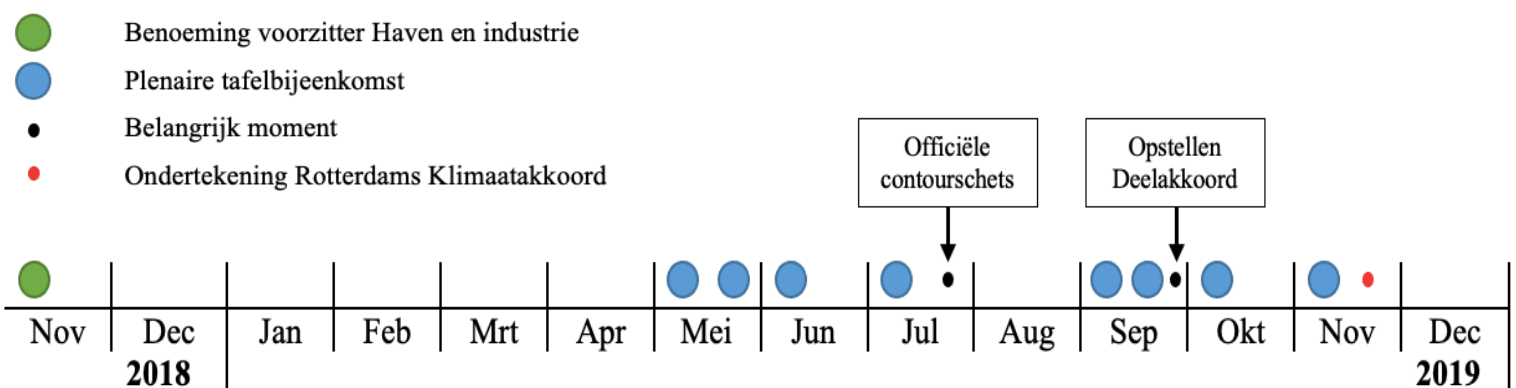 Benoeming voorzitter Haven en industrie
Plenaire tafelbijeenkomst
Belangrijk moment
Ondertekening Rotterdams Klimaatakkoord
Officiële
contourschets
Opstellen
Deelakkoord
Nov Dec Jan Feb Mrt Apr Mei Jun Jul Aug Sep Okt Nov Dec
2018 2019